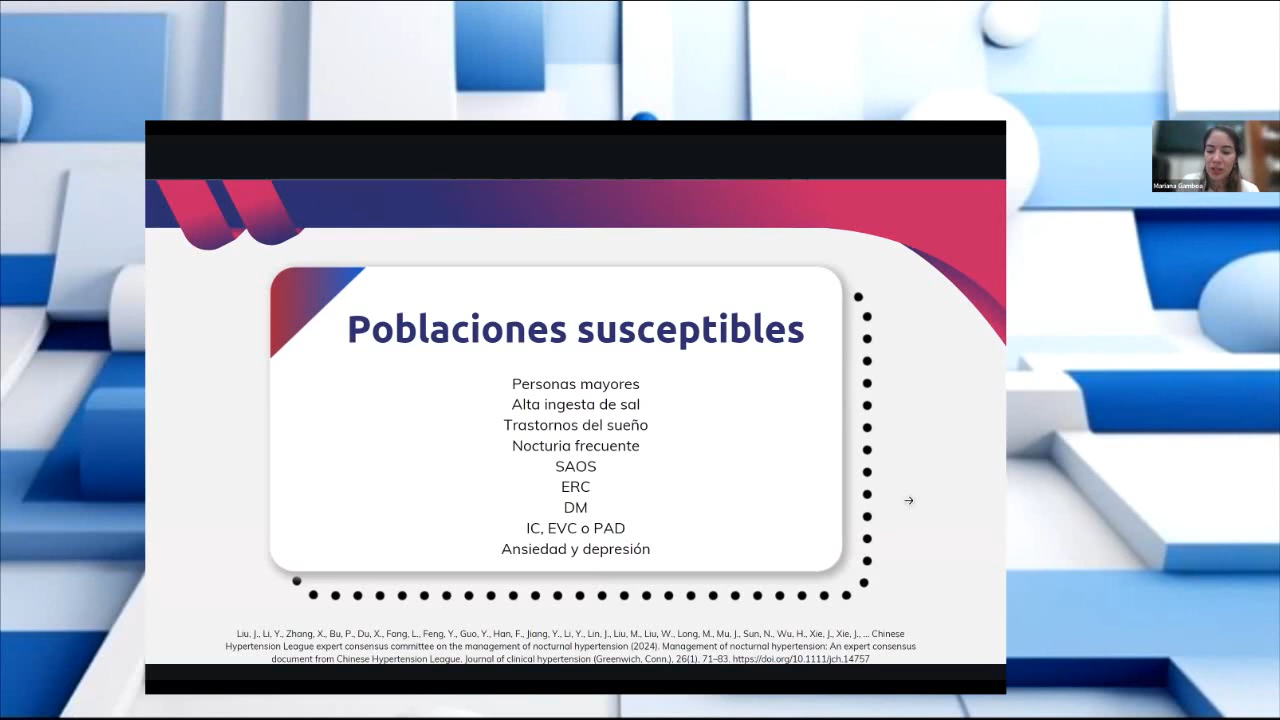 Poblaciones susceptibles
Personas mayores
Alta ingesta de sal
Trastornos del sueño
Nocturia frecuente
SAOS
ERC
DM
IC, EVC o PAD
Ansiedad y depresión
Liu, J., Li, Y., Zhang, X., Bu, P., Du, X., Fang, L., Feng, Y., Guo, Y., Han, F., Jiang, Y., Li, Y., Lin, J., Liu, M., Liu, W., Long, M., Mu, J., Sun, N., Wu, H., Xie, J., Xie, J., ... Chinese
Hypertension League expert consensus committee on the management of nocturnal hypertension (2024). Management of nocturnal hypertension: An expert consensus
document from Chinese Hypertension League. Journal of clinical hypertension (Greenwich, Conn.), 26(1), 71–83. https://doi.org/10.1111/jch.14757
Mariana Gamboa